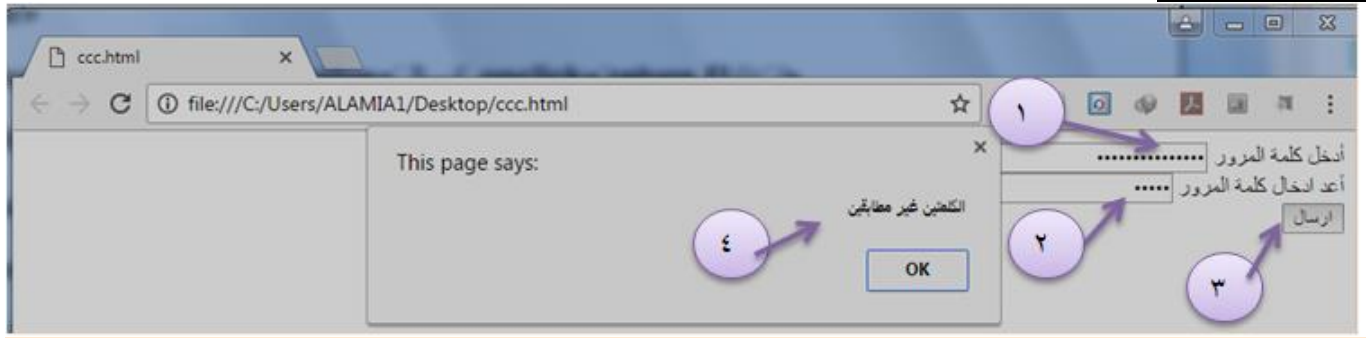 ccc.html
file:///C:/Users/ALAMIA1/Desktop/ccc.html
١
This page says:
أدخل كلمة المرور ...............
أعد ادخال كلمة المرور .....
الكلمتين غير مطابقين
ارسال
٤
٢
OK
٣